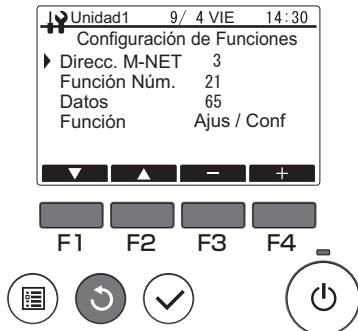 Unidad1 9/ 4 VIE 14:30
Configuración de Funciones
Direcc. M-NET 3
Función Núm. 21
Datos 65
Función Ajus / Conf
F1 F2 F3 F4